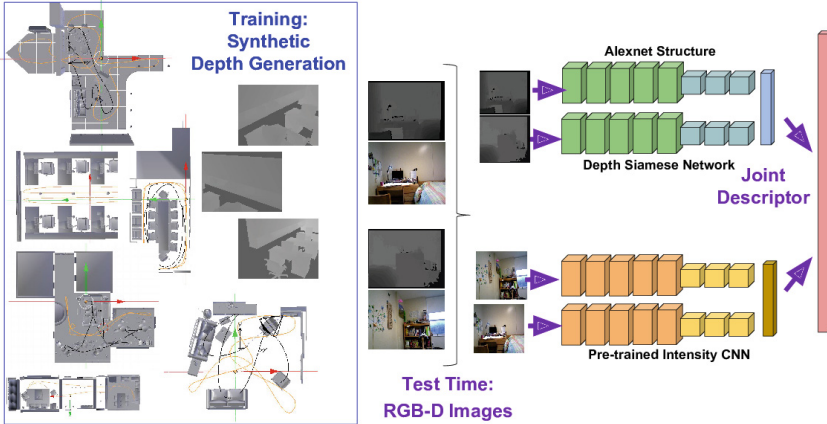 Training:
Synthetic
Depth Generation
Alexnet Structure
Depth Siamese Network
Joint
Descriptor
Pre-trained Intensity CNN
Test Time:
RGB-D Images